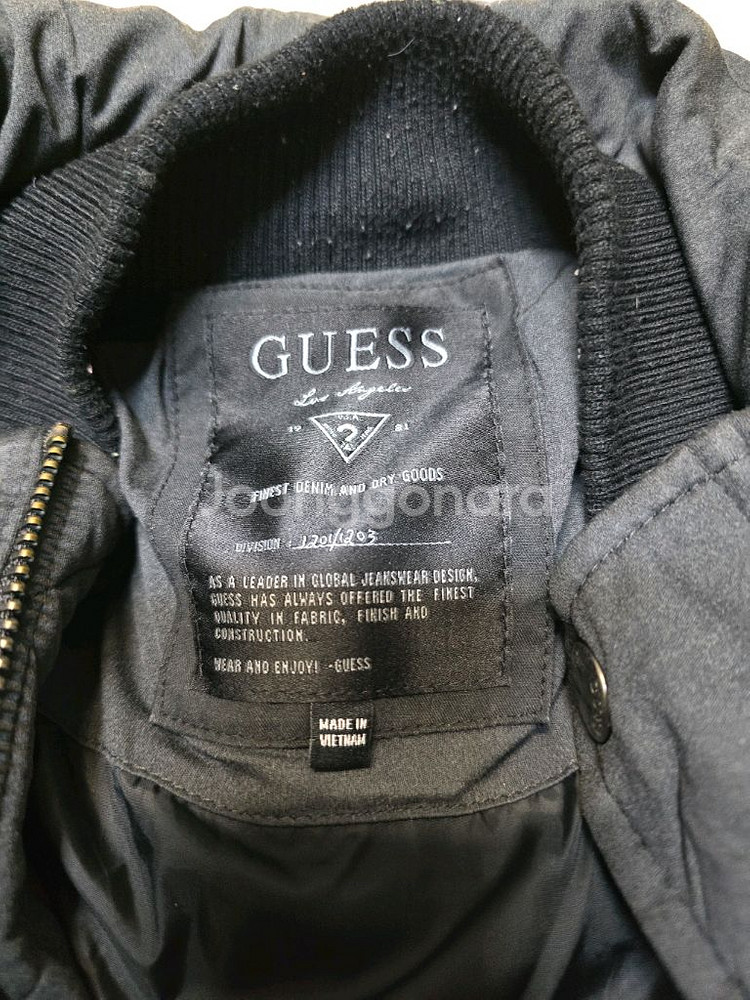 GUESS
Los Angeles
U.S.A.
19 ? 81
FINEST DENIM AND DRY GOODS
Joonggonara
DIVISION : 1201/1203
AS A LEADER IN GLOBAL JEANSWEAR DESIGN,
GUESS HAS ALWAYS OFFERED THE FINEST
QUALITY IN FABRIC, FINISH AND
CONSTRUCTION.
WEAR AND ENJOY! -GUESS
MADE IN
VIETNAM